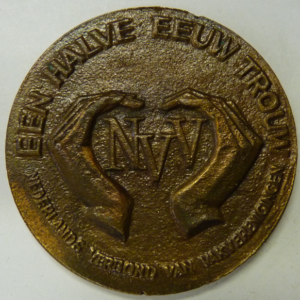 EEN HALVE EEUW TROUW
NVV
NEDERLANDS VERBOND VAN VAKVERENIGINGEN